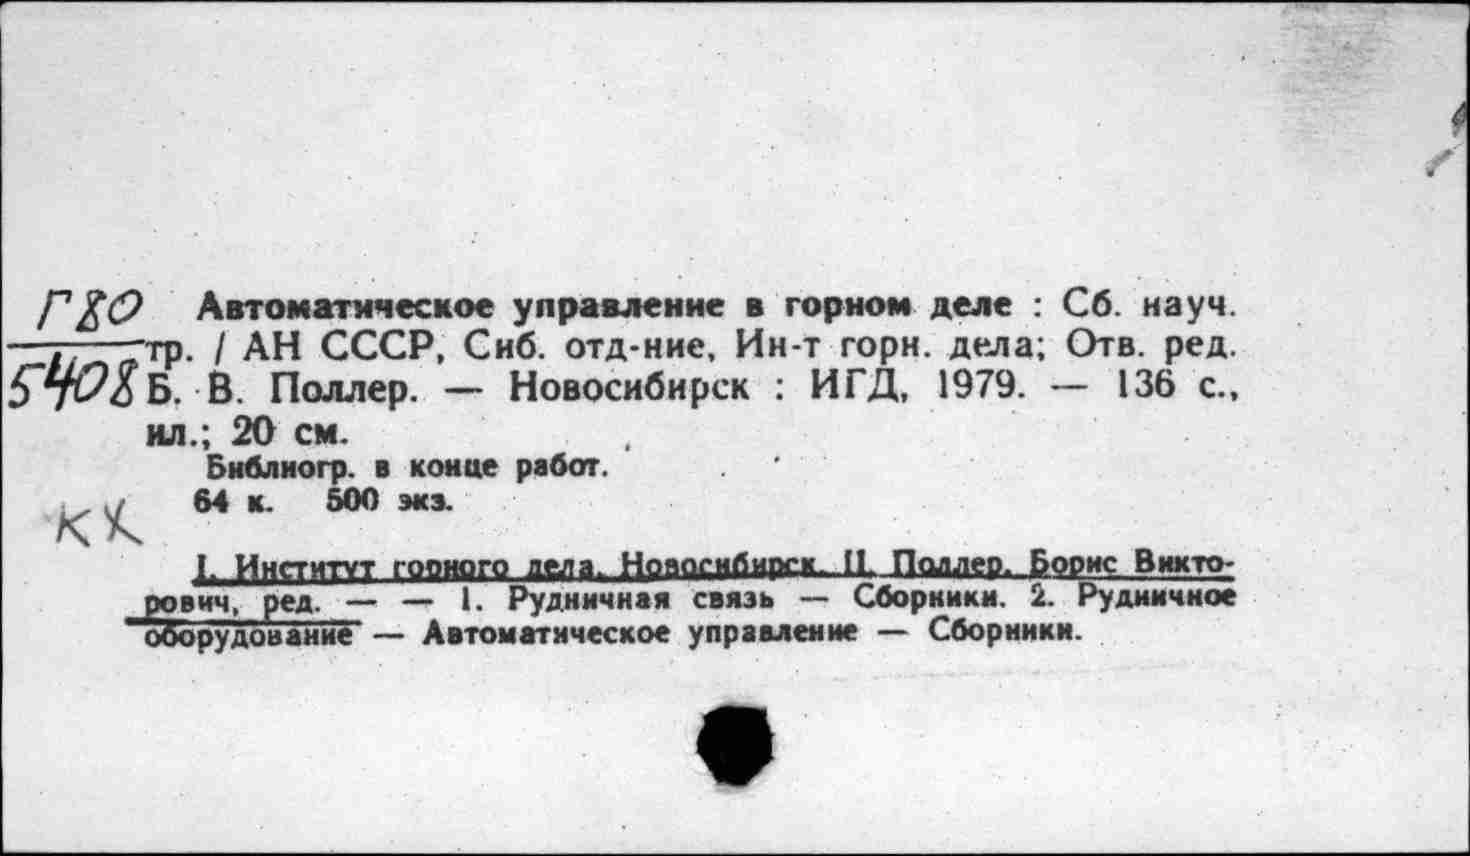 Г80 Автоматическое управление в горном деле : Сб. науч.
тр. / АН СССР, Сиб. отд-ние, Ин-т горн. дела; Отв. ред.
5408 Б. В. Поллер. — Новосибирск : ИГД, 1979. — 136 с.,
ил.; 20 см.
Библиогр. в конце работ.
64 к. 500 экз.
КХ
I. Институт горного дела. Новосибирск. II. Поллер, Борис Викто-
рович, ред. — — 1. Рудничная связь — Сборники. 2. Рудничное
оборудование — Автоматическое управление — Сборники.